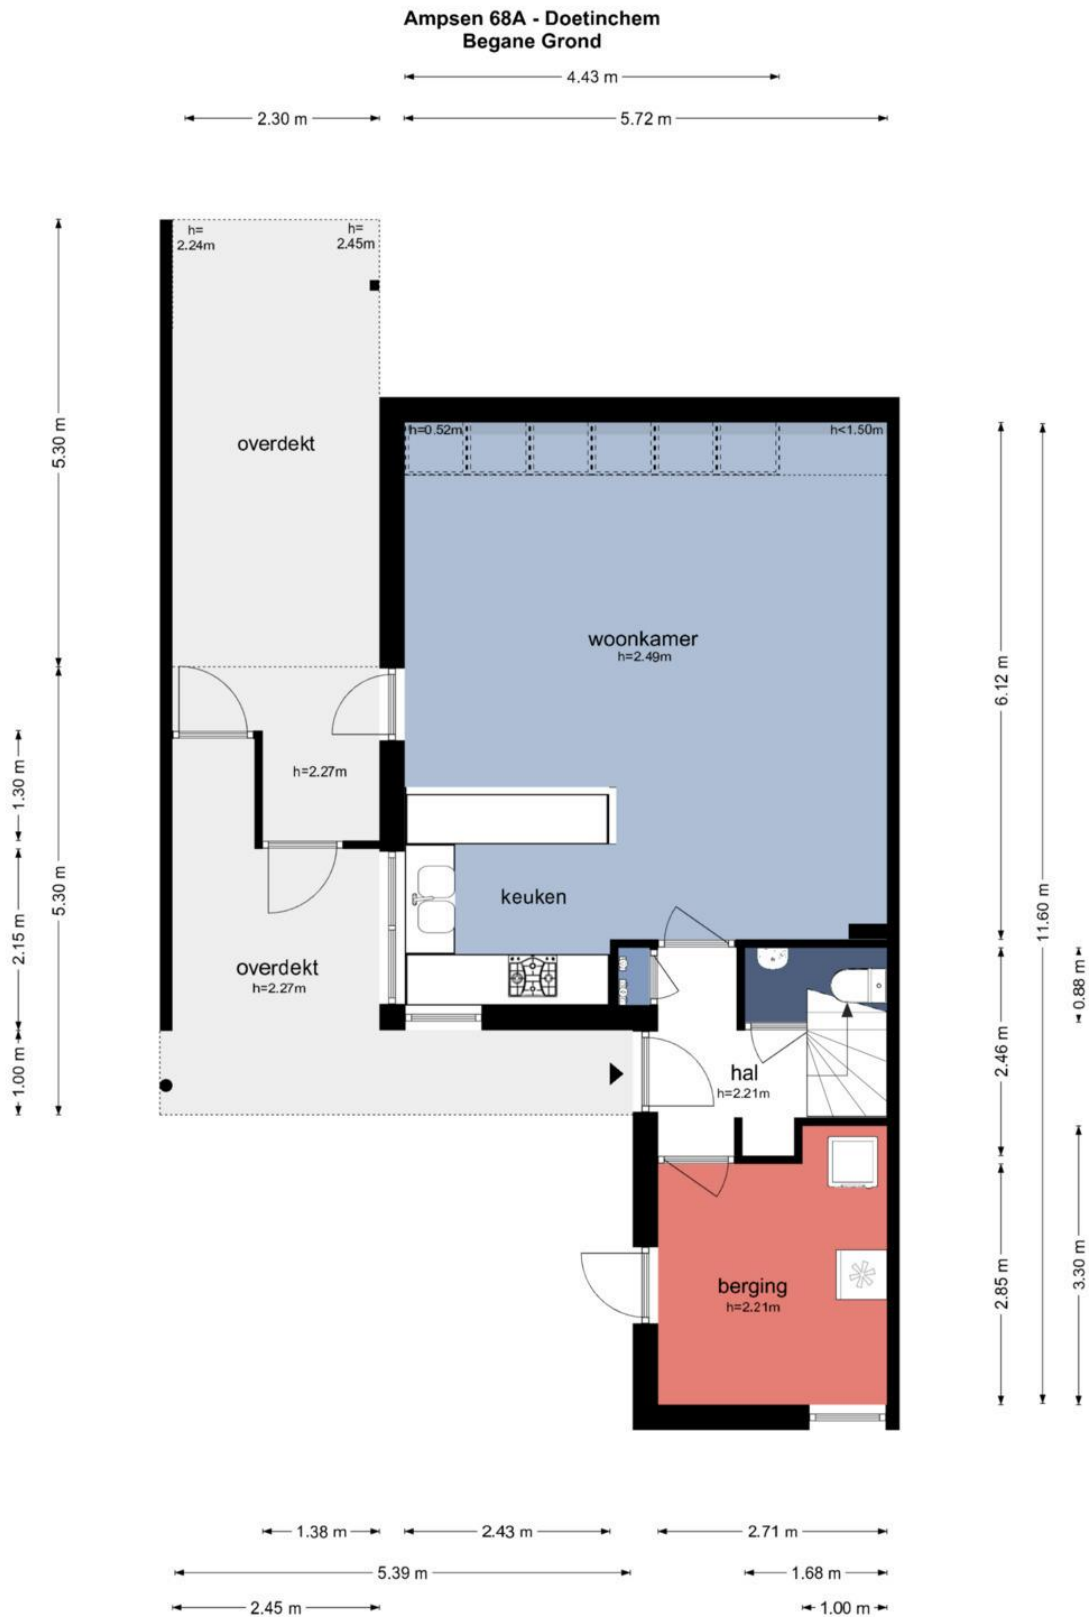 Ampsen 68A - Doetinchem
Begane Grond
4.43 m
2.30 m
5.72 m
h=
2.24m
h=
2.45m
5.30 m
overdekt
h=0.52m
h<1.50m
woonkamer
h=2.49m
6.12 m
h=2.27m
1.30 m
5.30 m
2.15 m
keuken
11.60 m
overdekt
h=2.27m
0.88 m
1.00 m
hal
h=2.21m
2.46 m
berging
h=2.21m
2.85 m
3.30 m
1.38 m
2.43 m
2.71 m
5.39 m
1.68 m
2.45 m
1.00 m